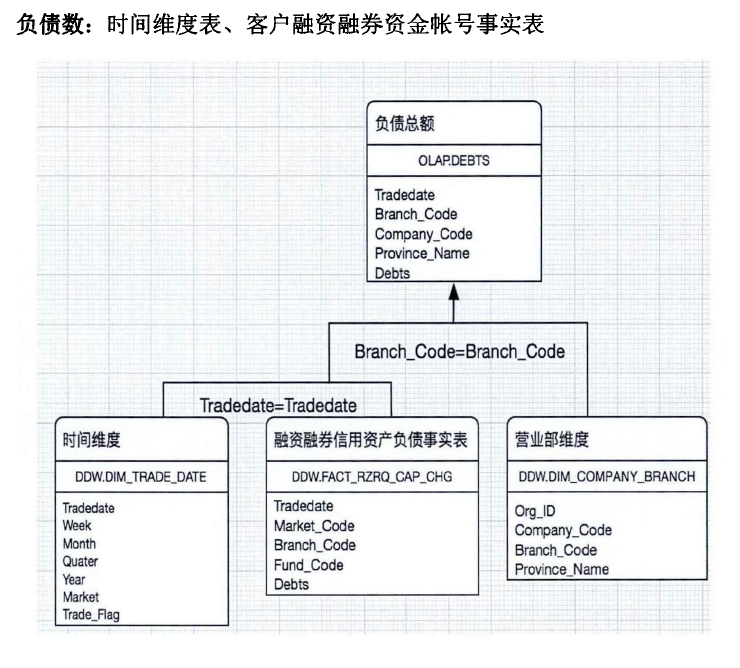 负债数：时间维度表、客户融资融券资金帐号事实表
负债总额
OLAP.DEBTS
Tradedate
Branch_Code
Company_Code
Province_Name
Debts
Branch_Code=Branch_Code
Tradedate=Tradedate
时间维度
DDW.DIM_TRADE_DATE
Tradedate
Week
Month
Quater
Year
Market
Trade_Flag
融资融券信用资产负债事实表
DDW.FACT_RZRQ_CAP_CHG
Tradedate
Market_Code
Branch_Code
Fund_Code
Debts
营业部维度
DDW.DIM_COMPANY_BRANCH
Org_ID
Company_Code
Branch_Code
Province_Name